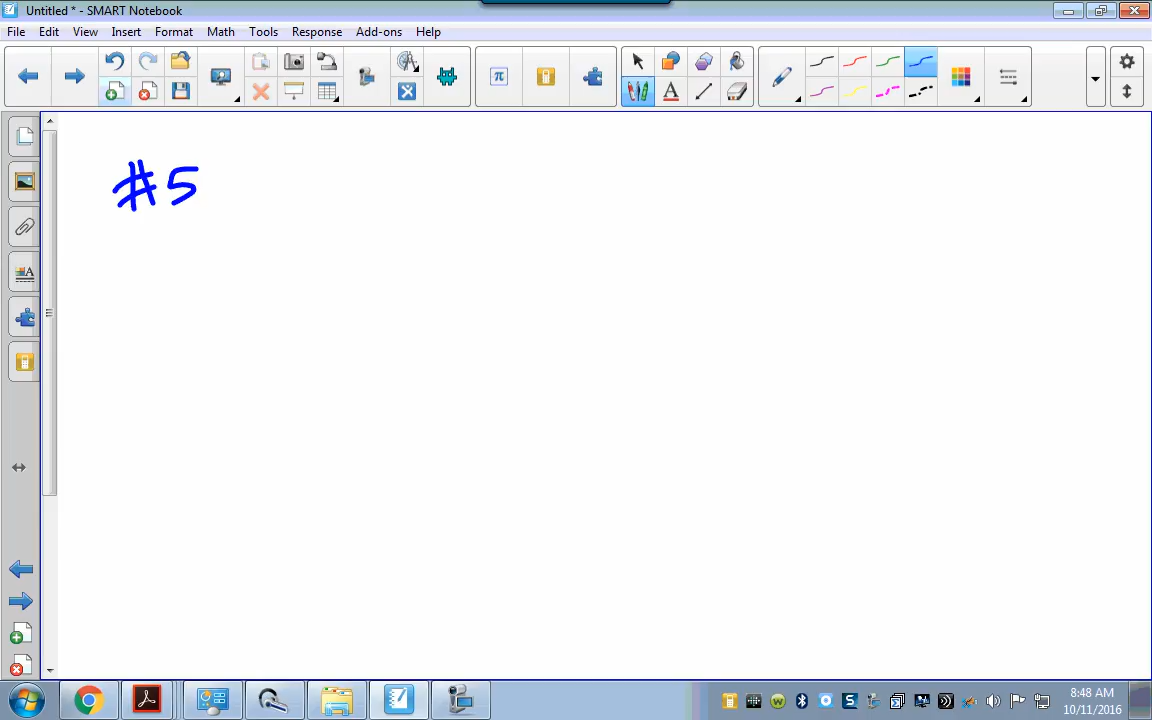 Untitled * - SMART Notebook
File Edit View Insert Format Math Tools Response Add-ons Help
#5
8:48 AM
10/11/2016